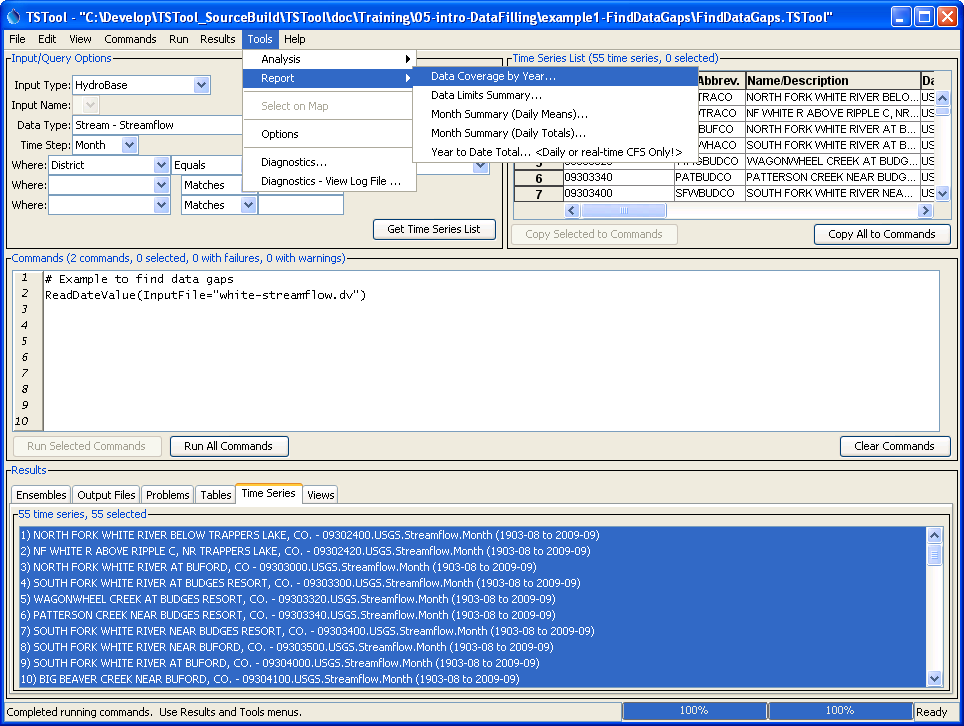 TSTool - "C:\Develop\TSTool_SourceBuild\TSTool\doc\Training\05-intro-DataFilling\example1-FindDataGaps\FindDataGaps.TSTool"
File Edit View Commands Run Results Tools Help
Input/Query Options
Input Type: HydroBase
Input Name:
Data Type: Stream - Streamflow
Time Step: Month
Where: District Equals
Where: Matches
Where: Matches
Get Time Series List
Analysis
Report
Select on Map
Options
Diagnostics...
Diagnostics - View Log File ...
Data Coverage by Year...
Data Limits Summary...
Month Summary (Daily Means)...
Month Summary (Daily Totals)...
Year to Date Total... <Daily or real-time CFS Only!>
Time Series List (55 time series, 0 selected)
Abbrev. Name/Description Da
TRACO NORTH FORK WHITE RIVER BELO... US
TRACO NF WHITE R ABOVE RIPPLE C, NR... US
BUFCO NORTH FORK WHITE RIVER AT B... US
WHACO SOUTH FORK WHITE RIVER AT B... US
BUDCO WAGONWHEEL CREEK AT BUDGE... US
6 09303340 PATBUDCO PATTERSON CREEK NEAR BUDG... US
7 09303400 SFWBUDCO SOUTH FORK WHITE RIVER NEA... US
Copy Selected to Commands Copy All to Commands
Commands (2 commands, 0 selected, 0 with failures, 0 with warnings)
1 # Example to find data gaps
2 ReadDateValue(InputFile="white-streamflow.dv")
3
4
5
6
7
8
9
10
Run Selected Commands Run All Commands Clear Commands
Results
Ensembles Output Files Problems Tables Time Series Views
55 time series, 55 selected
1) NORTH FORK WHITE RIVER BELOW TRAPPERS LAKE, CO. - 09302400.USGS.Streamflow.Month (1903-08 to 2009-09)
2) NF WHITE R ABOVE RIPPLE C, NR TRAPPERS LAKE, CO. - 09302420.USGS.Streamflow.Month (1903-08 to 2009-09)
3) NORTH FORK WHITE RIVER AT BUFORD, CO - 09303000.USGS.Streamflow.Month (1903-08 to 2009-09)
4) SOUTH FORK WHITE RIVER AT BUDGES RESORT, CO. - 09303300.USGS.Streamflow.Month (1903-08 to 2009-09)
5) WAGONWHEEL CREEK AT BUDGES RESORT, CO. - 09303320.USGS.Streamflow.Month (1903-08 to 2009-09)
6) PATTERSON CREEK NEAR BUDGES RESORT, CO. - 09303340.USGS.Streamflow.Month (1903-08 to 2009-09)
7) SOUTH FORK WHITE RIVER NEAR BUDGES RESORT, CO. - 09303400.USGS.Streamflow.Month (1903-08 to 2009-09)
8) SOUTH FORK WHITE RIVER NEAR BUFORD, CO. - 09303500.USGS.Streamflow.Month (1903-08 to 2009-09)
9) SOUTH FORK WHITE RIVER AT BUFORD, CO. - 09304000.USGS.Streamflow.Month (1903-08 to 2009-09)
10) BIG BEAVER CREEK NEAR BUFORD, CO. - 09304100.USGS.Streamflow.Month (1903-08 to 2009-09)
Completed running commands. Use Results and Tools menus. 100% 100% Ready